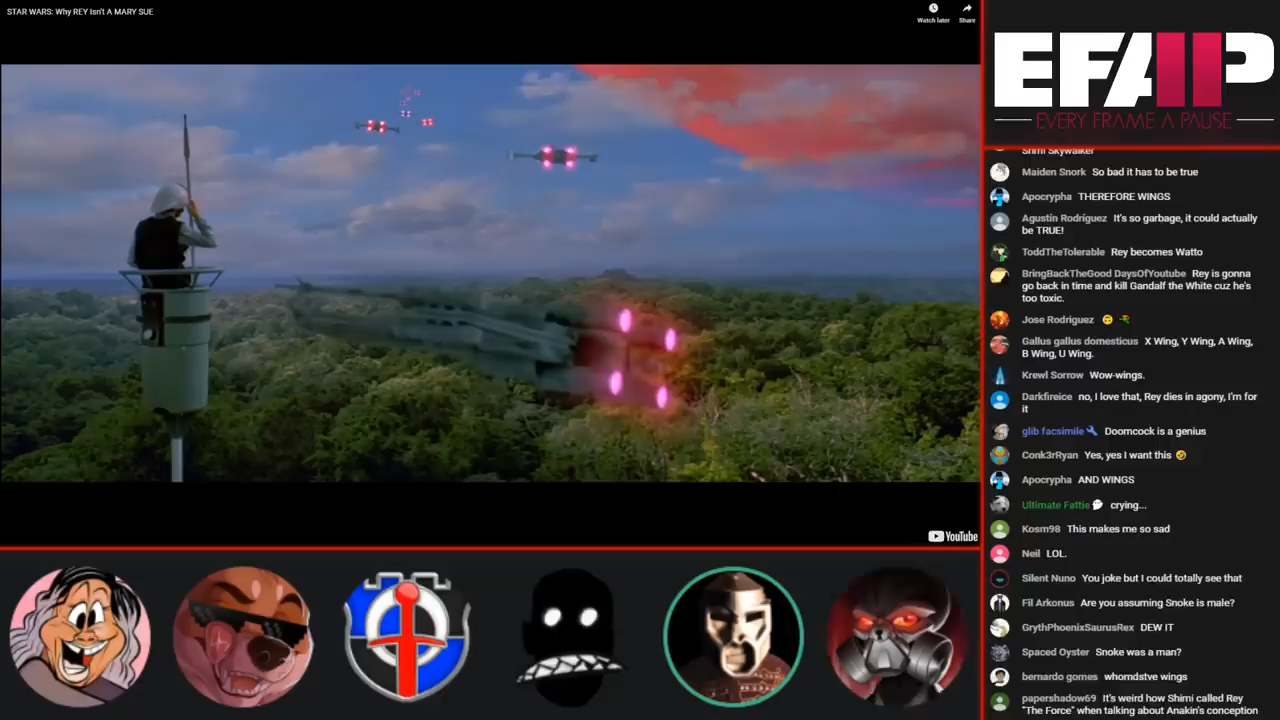 STAR WARS: Why REY Isn't A MARY SUE
Watch later
Share
YouTube
EFAP
EVERY FRAME A PAUSE
Shimi Skywalker
Maiden Snork So bad it has to be true
Apocrypha THEREFORE WINGS
Agustin Rodríguez It's so garbage, it could actually
be TRUE!
ToddTheTolerable Rey becomes Watto
BringBackTheGood DaysOfYoutube Rey is gonna
go back in time and kill Gandalf the White cuz he's
too toxic.
Jose Rodriguez
Gallus gallus domesticus X Wing, Y Wing, A Wing,
B Wing, U Wing.
Krewl Sorrow Wow-wings.
Darkfireice no, I love that, Rey dies in agony, I'm for
it
glib facsimile Doomcock is a genius
Conk3rRyan Yes, yes I want this
Apocrypha AND WINGS
Ultimate Fattie crying...
Kosm98 This makes me so sad
Neil LOL.
Silent Nuno You joke but I could totally see that
Fil Arkonus Are you assuming Snoke is male?
GrythPhoenixSaurusRex DEW IT
Spaced Oyster Snoke was a man?
bernardo gomes whomdstve wings
papershadow69 It's weird how Shimi called Rey
"The Force" when talking about Anakin's conception